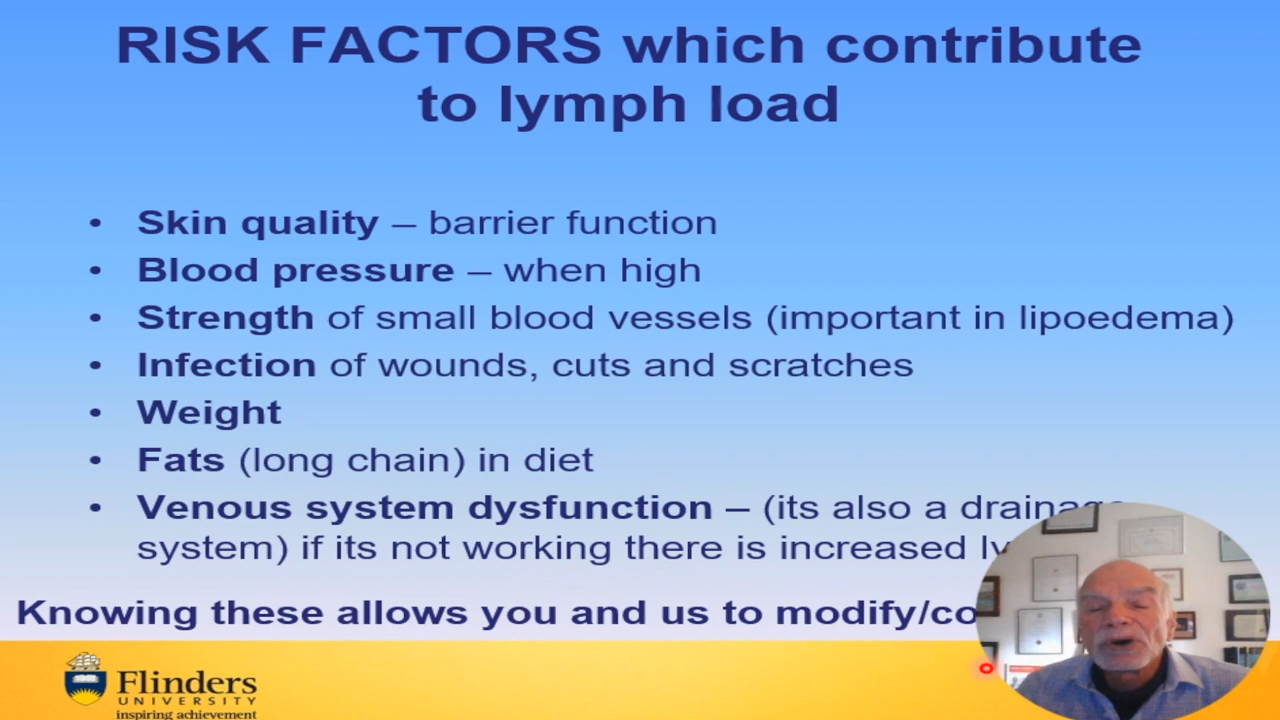 RISK FACTORS which contribute
to lymph load
• Skin quality – barrier function
• Blood pressure – when high
• Strength of small blood vessels (important in lipoedema)
• Infection of wounds, cuts and scratches
• Weight
• Fats (long chain) in diet
• Venous system dysfunction – (its also a drainage
system) if its not working there is increased
Knowing these allows you and us to
Flinders
UNIVERSITY
inspiring achievement